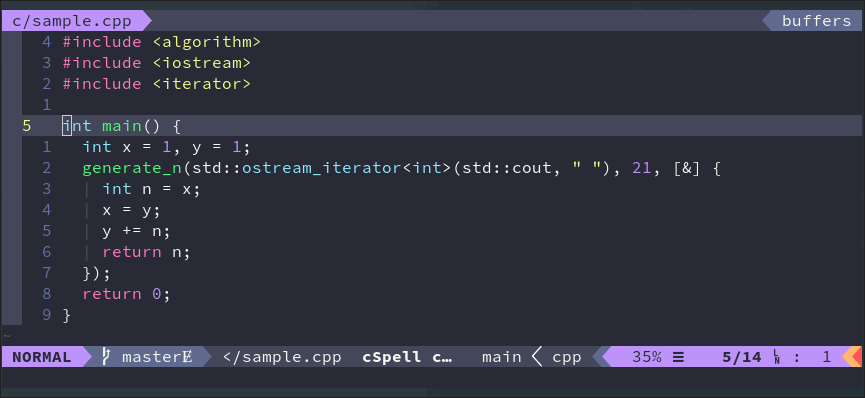 c/sample.cpp buffers
4 #include <algorithm>
3 #include <iostream>
2 #include <iterator>
1
5 int main() {
1 int x = 1, y = 1;
2 generate_n(std::ostream_iterator<int>(std::cout, " "), 21, [&] {
3 | int n = x;
4 | x = y;
5 | y += n;
6 | return n;
7 });
8 return 0;
9 }
~
NORMAL masterɆ </sample.cpp cSpell c… main cpp 35% ☰ 5/14 ㏑ : 1